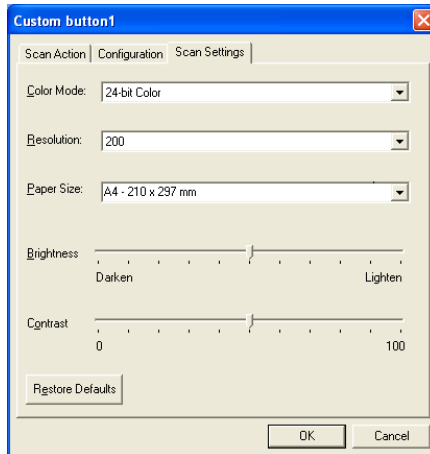 Custom button1
Scan Action Configuration Scan Settings
Color Mode: 24-bit Color
Resolution: 200
Paper Size: A4 - 210 x 297 mm
Brightness
Darken Lighten
Contrast
0 100
Restore Defaults
OK Cancel